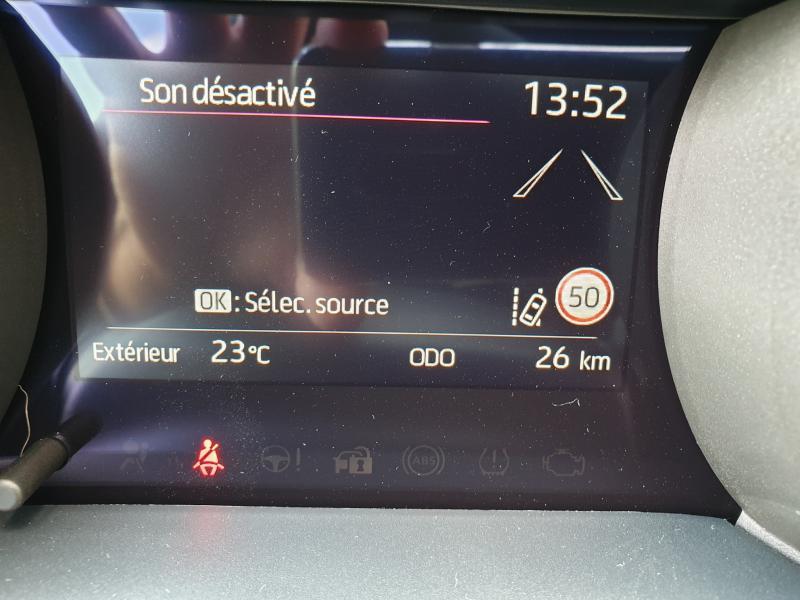 Son désactivé 13:52
OK : Sélec. source 50
Extérieur 23°C ODO 26 km
ABS